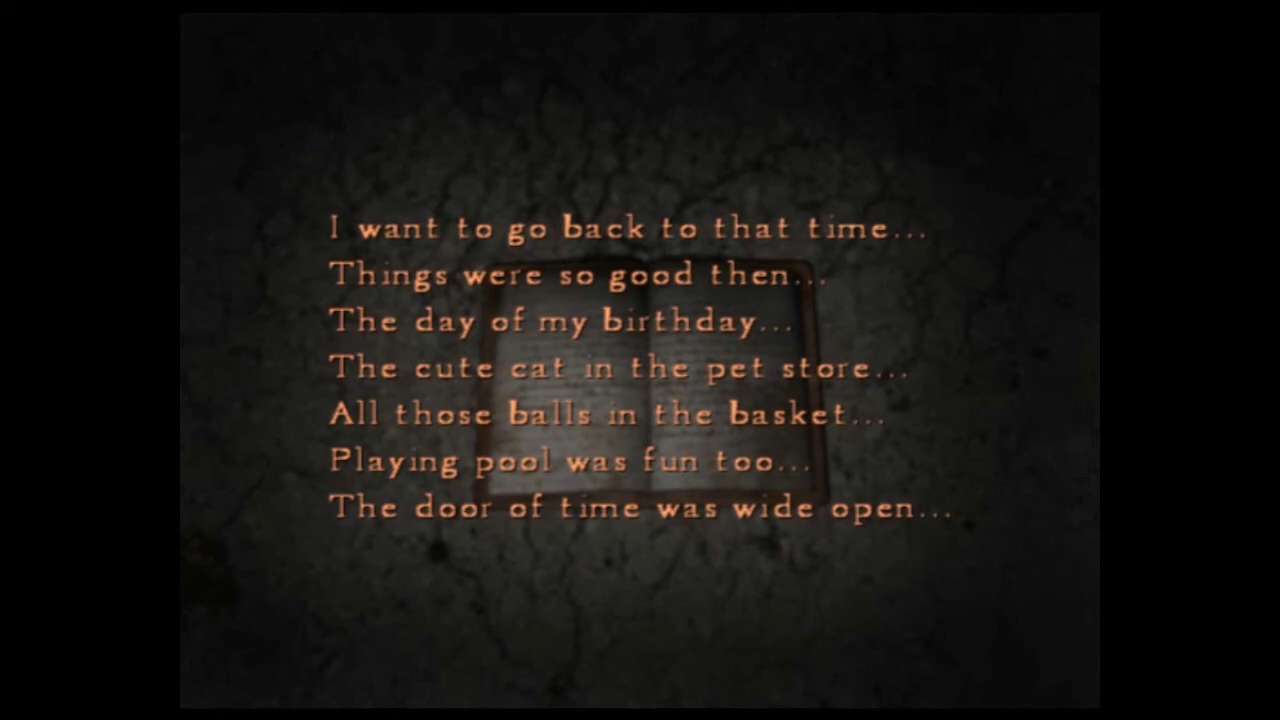 I want to go back to that time...
Things were so good then...
The day of my birthday...
The cute cat in the pet store...
All those balls in the basket...
Playing pool was fun too...
The door of time was wide open...